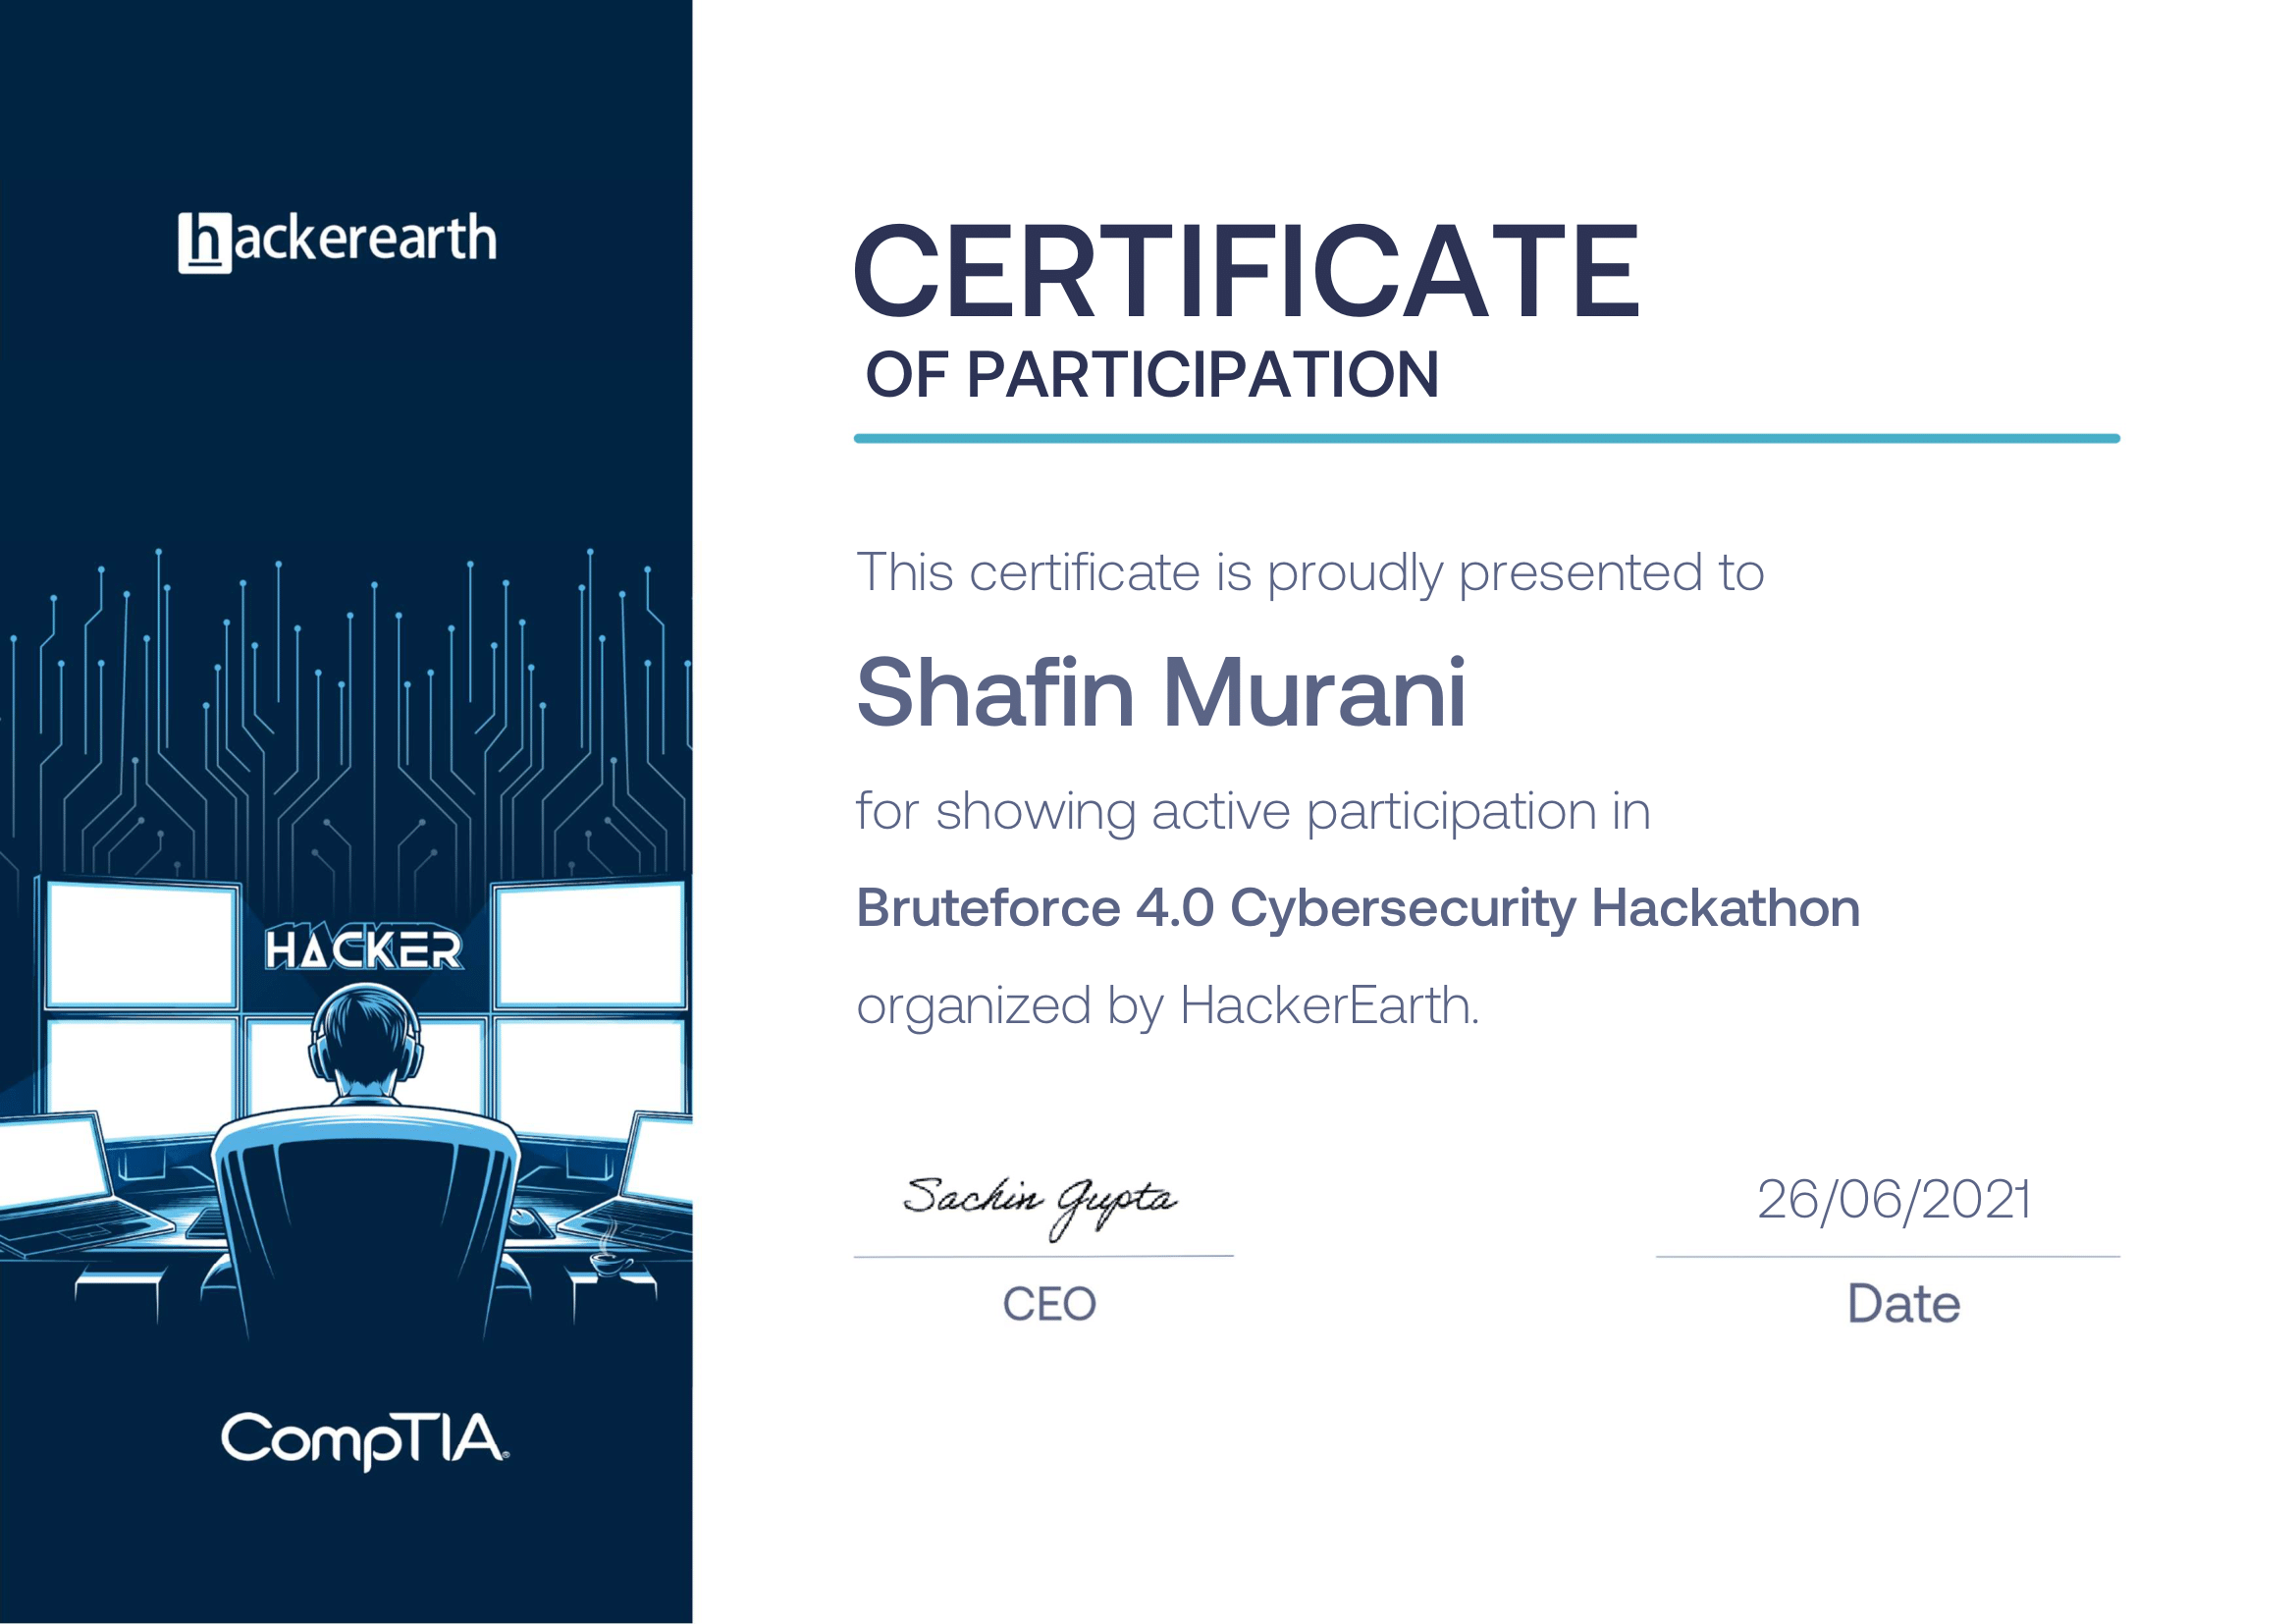 hackerearth
CERTIFICATE
OF PARTICIPATION
This certificate is proudly presented to
Shafin Murani
for showing active participation in
Bruteforce 4.0 Cybersecurity Hackathon
organized by HackerEarth.
HACKER
Sachin Gupta
26/06/2021
CEO
Date
CompTIA®